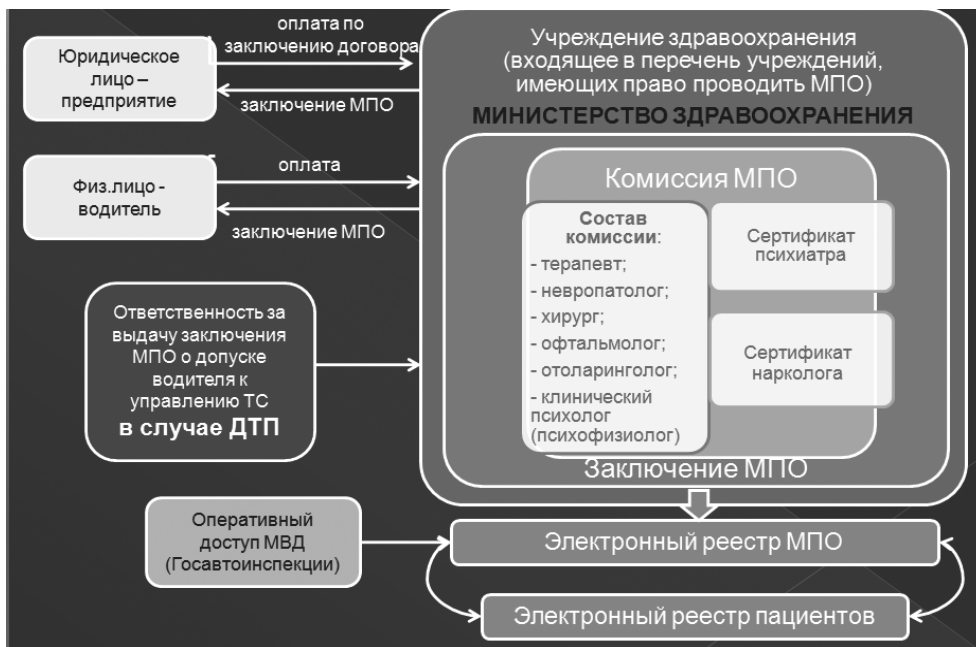 оплата по
заключению договора
Юридическое
лицо –
предприятие
заключение МПО
Физ.лицо -
водитель
оплата
заключение МПО
Ответственность за
выдачу заключения
МПО о допуске
водителя к
управлению ТС
в случае ДТП
Учреждение здравоохранения
(входящее в перечень учреждений,
имеющих право проводить МПО)
МИНИСТЕРСТВО ЗДРАВООХРАНЕНИЯ
Комиссия МПО
Состав
комиссии:
- терапевт;
- невропатолог;
- хирург;
- офтальмолог;
- отоларинголог;
- клинический
психолог
(психофизиолог)
Сертификат
психиатра
Сертификат
нарколога
Заключение МПО
Оперативный
доступ МВД
(Госавтоинспекции)
Электронный реестр МПО
Электронный реестр пациентов